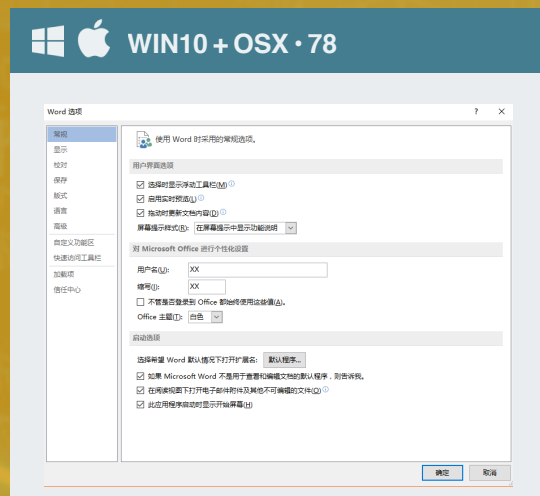 WIN10+OSX·78
Word 选项
? ×
常规
显示
校对
保存
版式
语言
高级
自定义功能区
快速访问工具栏
加载项
信任中心
使用 Word 时采用的常规选项。
用户界面选项
选择时显示浮动工具栏(M)
启用实时预览(L)
拖动时更新文档内容(D)
屏幕提示样式(R): 在屏幕提示中显示功能说明
对 Microsoft Office 进行个性化设置
用户名(U): XX
缩写(I): XX
不管是否登录到 Office 都始终使用这些值(A)。
Office 主题(T): 白色
启动选项
选择希望 Word 默认情况下打开扩展名: 默认程序...
如果 Microsoft Word 不是用于查看和编辑文档的默认程序，则告诉我。
在阅读视图下打开电子邮件附件及其他不可编辑的文件(O)
此应用程序启动时显示开始屏幕(H)
确定 取消